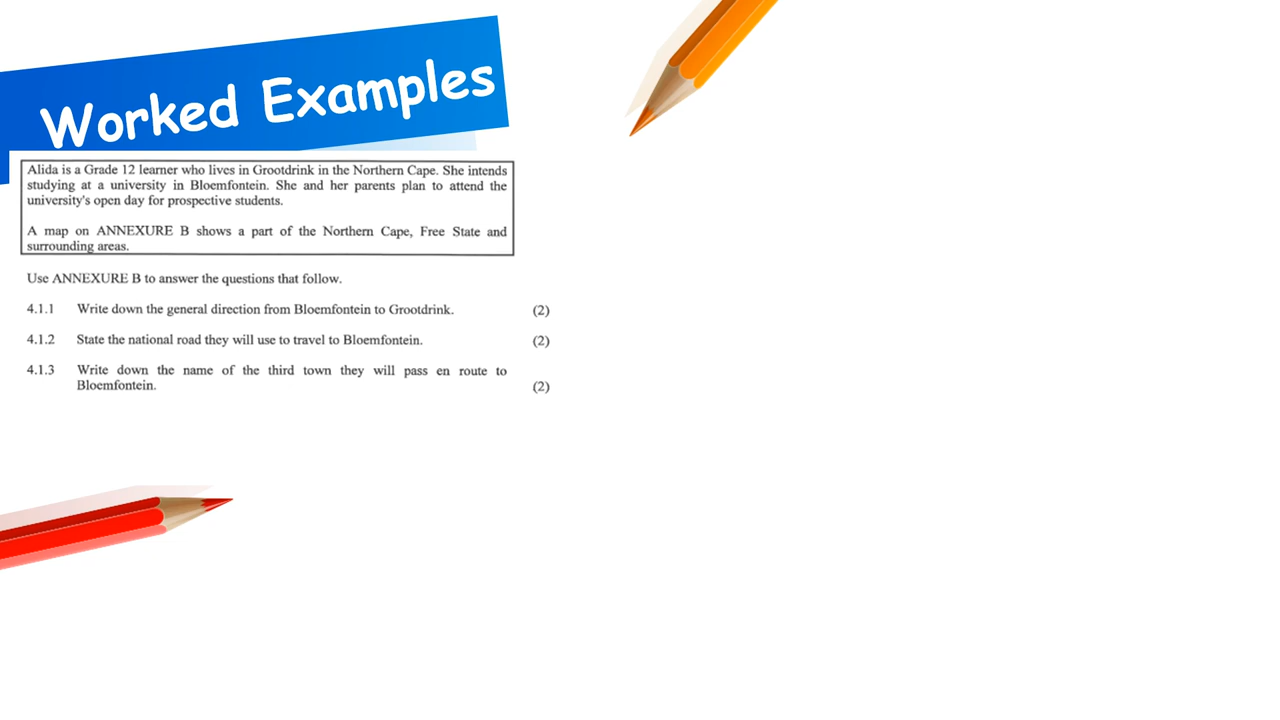 Worked Examples
Alida is a Grade 12 learner who lives in Grootdrink in the Northern Cape. She intends
studying at a university in Bloemfontein. She and her parents plan to attend the
university's open day for prospective students.
A map on ANNEXURE B shows a part of the Northern Cape, Free State and
surrounding areas.
Use ANNEXURE B to answer the questions that follow.
4.1.1 Write down the general direction from Bloemfontein to Grootdrink. (2)
4.1.2 State the national road they will use to travel to Bloemfontein. (2)
4.1.3 Write down the name of the third town they will pass en route to
Bloemfontein. (2)